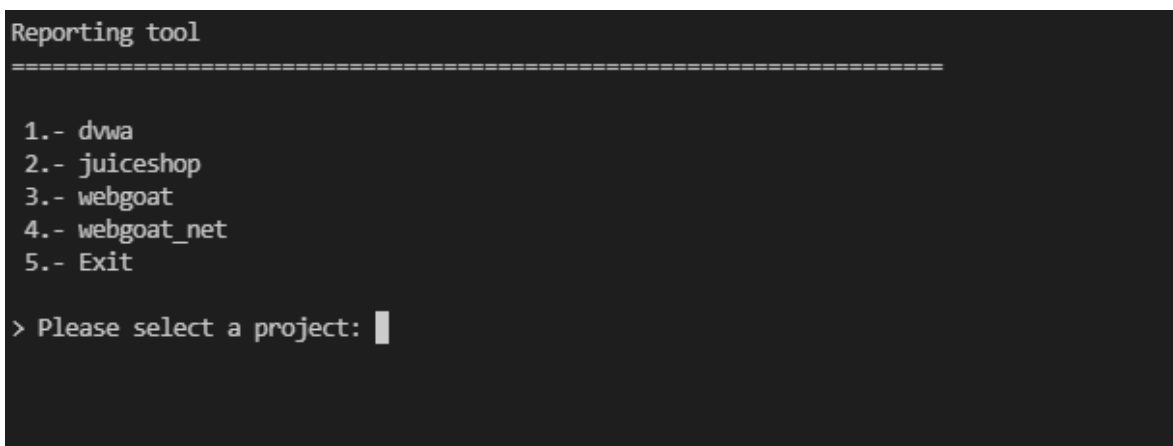 Reporting tool
=====================================================================
1.- dvwa
2.- juiceshop
3.- webgoat
4.- webgoat_net
5.- Exit
> Please select a project: